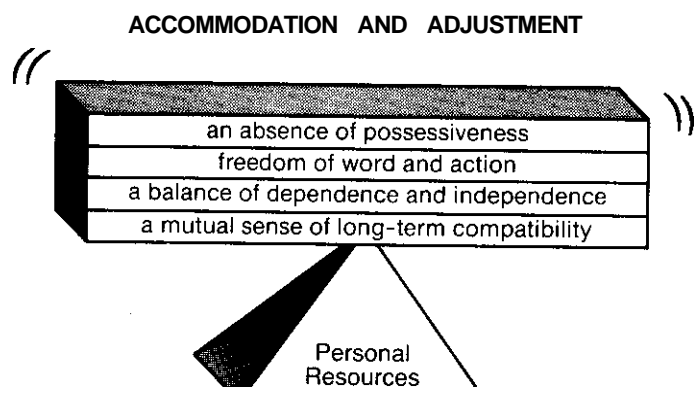 ACCOMMODATION AND ADJUSTMENT
an absence of possessiveness
freedom of word and action
a balance of dependence and independence
a mutual sense of long-term compatibility
Personal
Resources